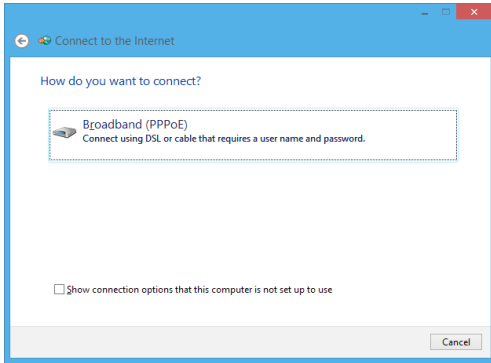 Connect to the Internet
How do you want to connect?
Broadband (PPPoE)
Connect using DSL or cable that requires a user name and password.
Show connection options that this computer is not set up to use
Cancel